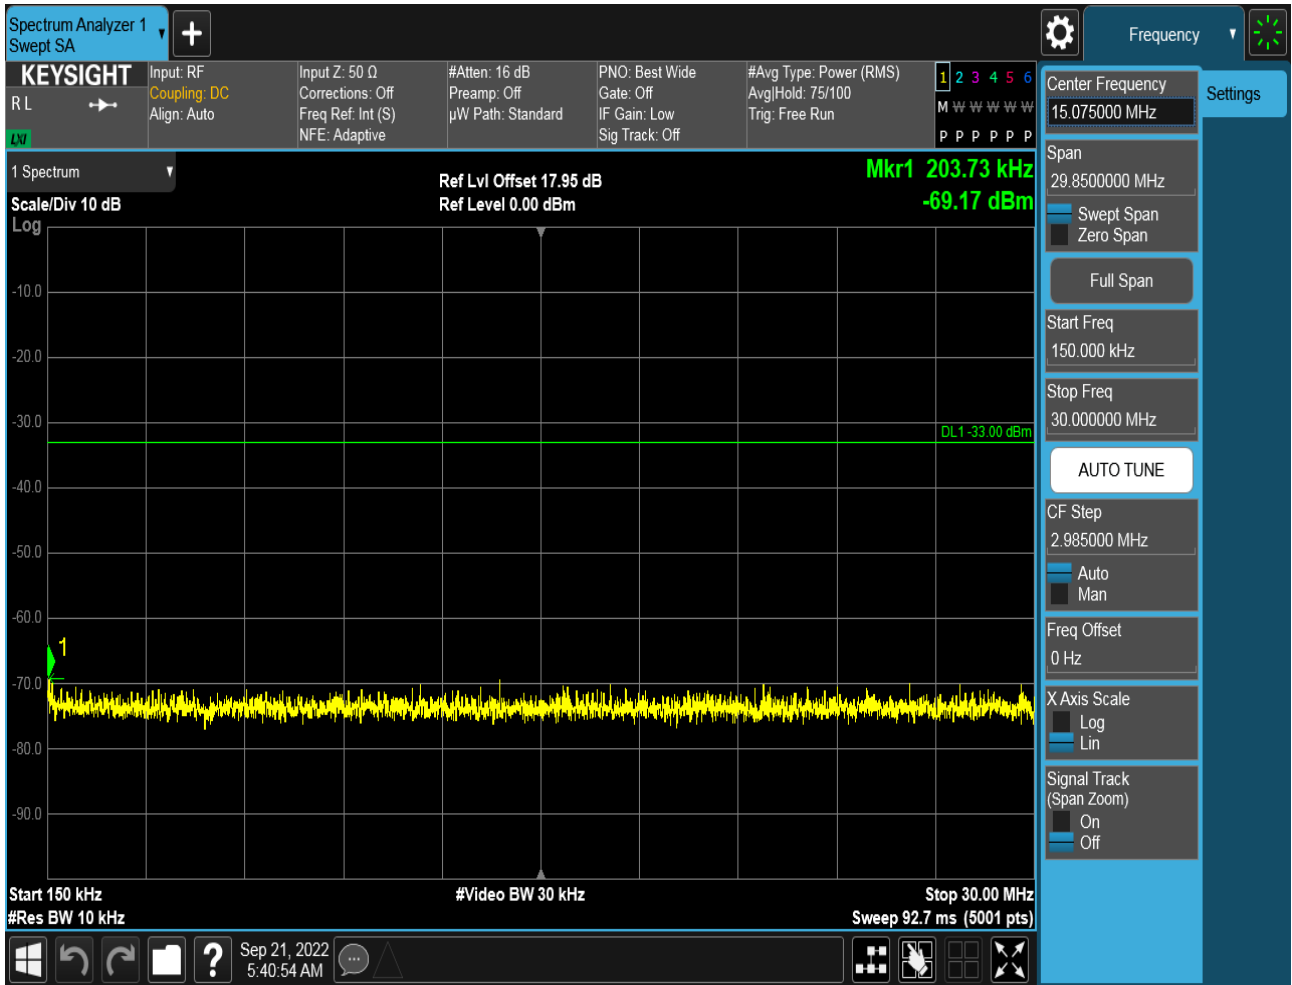 Spectrum Analyzer 1
Swept SA
+
Frequency
KEYSIGHT
R L
LXI
Input: RF
Coupling: DC
Align: Auto
Input Z: 50 Ω
Corrections: Off
Freq Ref: Int (S)
NFE: Adaptive
#Atten: 16 dB
Preamp: Off
µW Path: Standard
PNO: Best Wide
Gate: Off
IF Gain: Low
Sig Track: Off
#Avg Type: Power (RMS)
Avg|Hold: 75/100
Trig: Free Run
1 2 3 4 5 6
M W W W W W
P P P P P P
1 Spectrum
Scale/Div 10 dB
Log
Ref Lvl Offset 17.95 dB
Ref Level 0.00 dBm
Mkr1 203.73 kHz
-69.17 dBm
-10.0
-20.0
-30.0
DL1 -33.00 dBm
-40.0
-50.0
-60.0
1
-70.0
-80.0
-90.0
Start 150 kHz
#Video BW 30 kHz
Stop 30.00 MHz
#Res BW 10 kHz
Sweep 92.7 ms (5001 pts)
Center Frequency
15.075000 MHz
Settings
Span
29.8500000 MHz
Swept Span
Zero Span
Full Span
Start Freq
150.000 kHz
Stop Freq
30.000000 MHz
AUTO TUNE
CF Step
2.985000 MHz
Auto
Man
Freq Offset
0 Hz
X Axis Scale
Log
Lin
Signal Track
(Span Zoom)
On
Off
?
Sep 21, 2022
5:40:54 AM